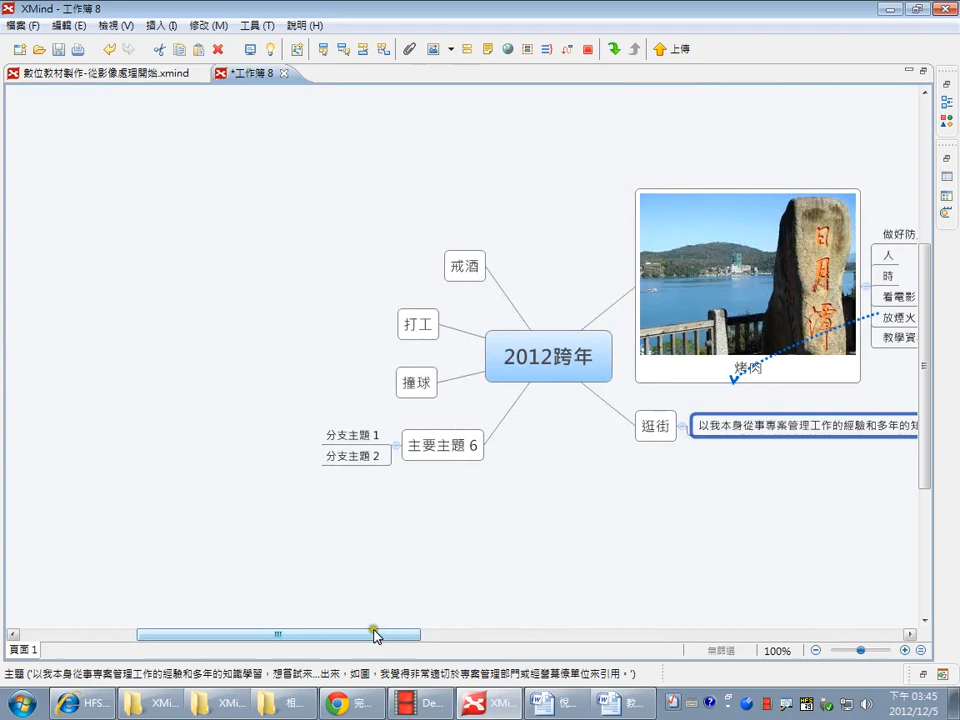 XMind - 工作簿 8
檔案 (F) 編輯 (E) 檢視 (V) 插入 (I) 修改 (M) 工具 (T) 說明 (H)
上傳
數位教材製作-從影像處理開始.xmind *工作簿 8
日月潭
烤肉
做好防
人
時
看電影
放煙火
教學資
戒酒
打工
2012跨年
撞球
分支主題 1
分支主題 2
主要主題 6
逛街
以我本身從事專案管理工作的經驗和多年的知
頁面 1
無篩選
100%
主題 ('以我本身從事專案管理工作的經驗和多年的知識學習，想嘗試來...出來，如圖，我覺得非常適切於專案管理部門或經營幕僚單位來引用。')
HFS...
XMi...
XMi...
相...
完...
De...
XMi...
悅...
教...
下午 03:45
2012/12/5